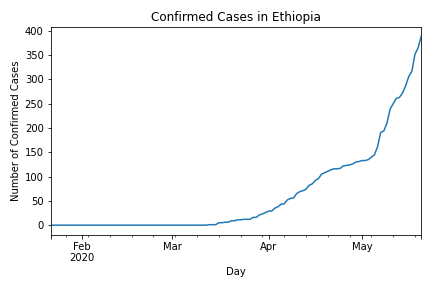 Confirmed Cases in Ethiopia
Number of Confirmed Cases
400
350
300
250
200
150
100
50
0
Feb
2020
Mar
Apr
May
Day